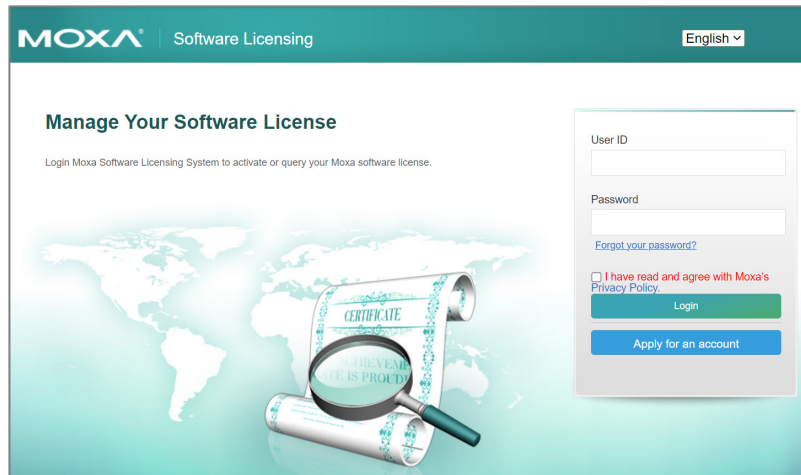 MOXA® Software Licensing English
Manage Your Software License
Login Moxa Software Licensing System to activate or query your Moxa software license.
User ID
Password
Forgot your password?
I have read and agree with Moxa's
Privacy Policy.
Login
Apply for an account
CERTIFICATE
ATE IS PROUD!